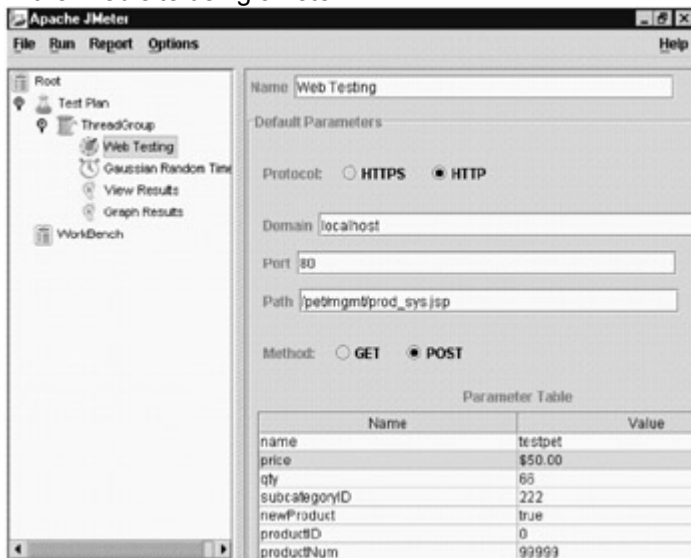 Apache JMeter
File Run Report Options Help
Root
Test Plan
ThreadGroup
Web Testing
Gaussian Random Time
View Results
Graph Results
WorkBench
Name Web Testing
Default Parameters
Protocol: HTTPS HTTP
Domain localhost
Port 80
Path /pet/mgmt/prod_sys.jsp
Method: GET POST
Parameter Table
Name Value
name testpet
price $50.00
qty 66
subcategoryID 222
newProduct true
productID 0
productNum 99999